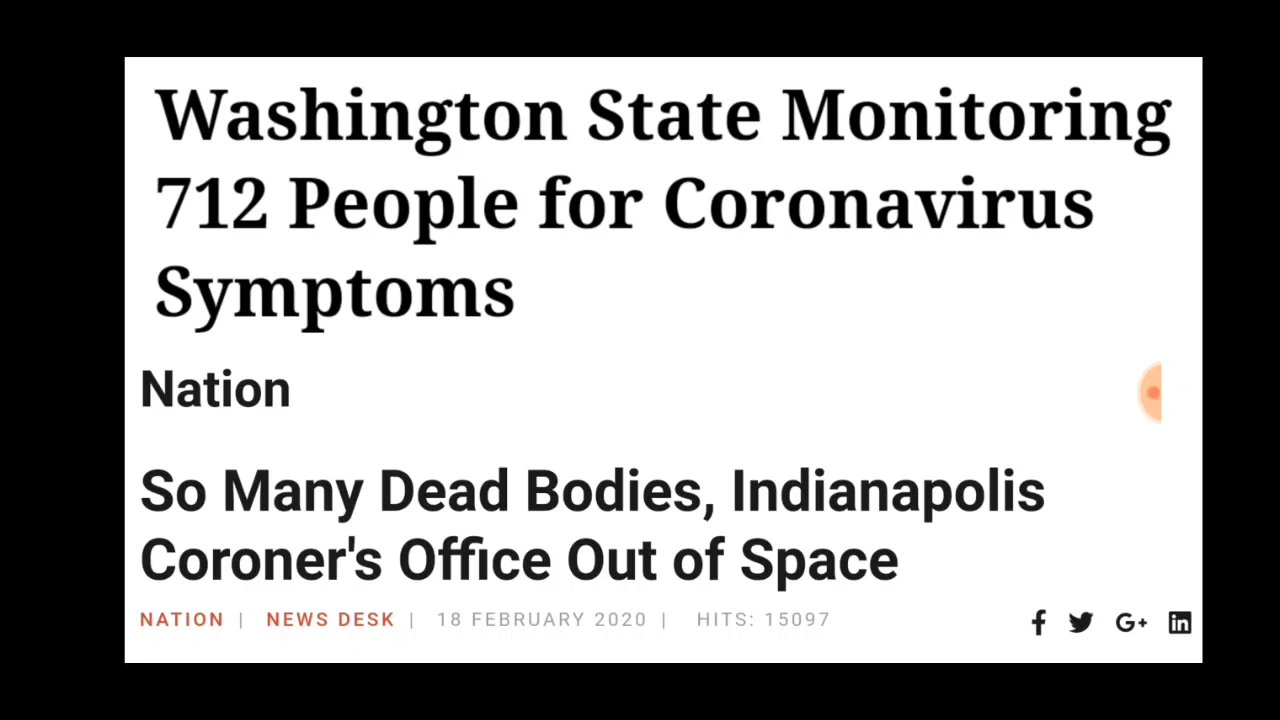 Washington State Monitoring
712 People for Coronavirus
Symptoms
Nation
So Many Dead Bodies, Indianapolis
Coroner's Office Out of Space
NATION | NEWS DESK | 18 FEBRUARY 2020 | HITS: 15097